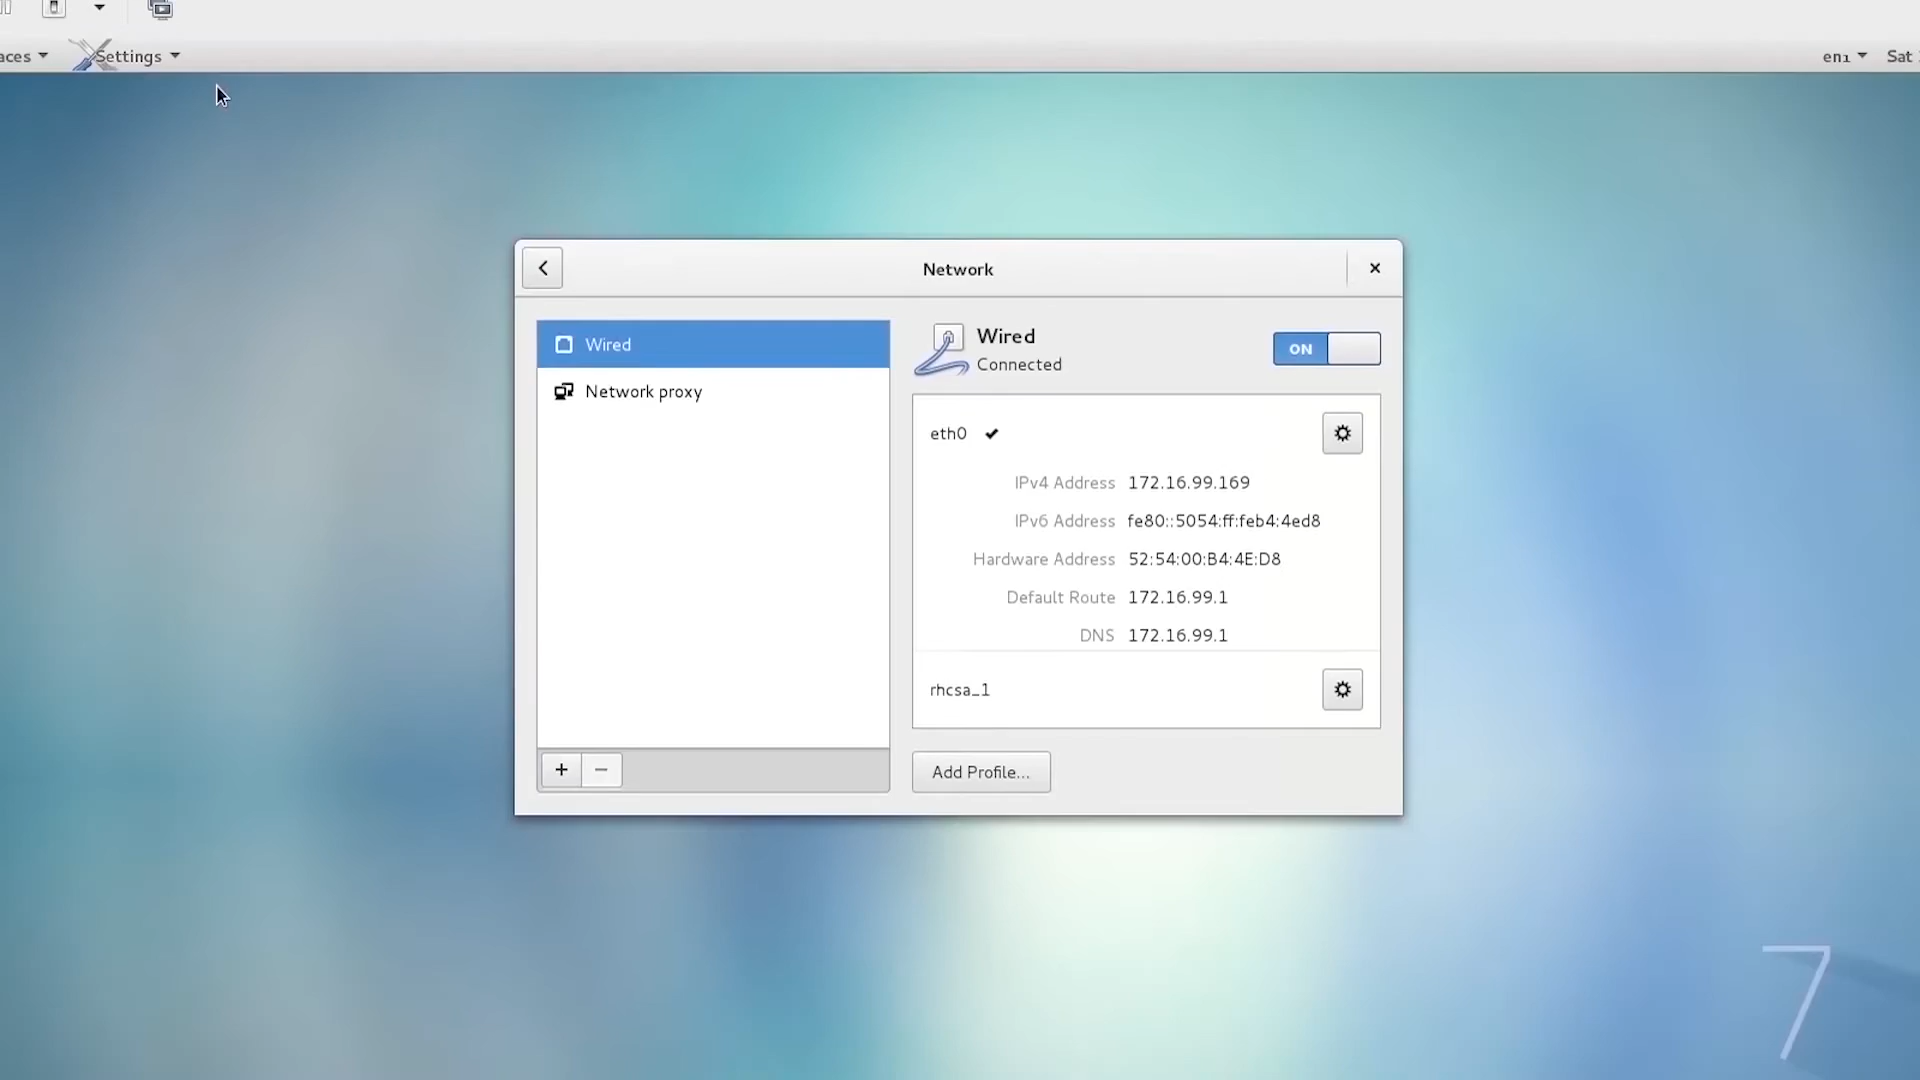 aces Settings en1 Sat
Network
Wired
Network proxy
Wired
Connected
ON
eth0
IPv4 Address 172.16.99.169
IPv6 Address fe80::5054:ff:feb4:4ed8
Hardware Address 52:54:00:B4:4E:D8
Default Route 172.16.99.1
DNS 172.16.99.1
rhcsa_1
Add Profile...
7